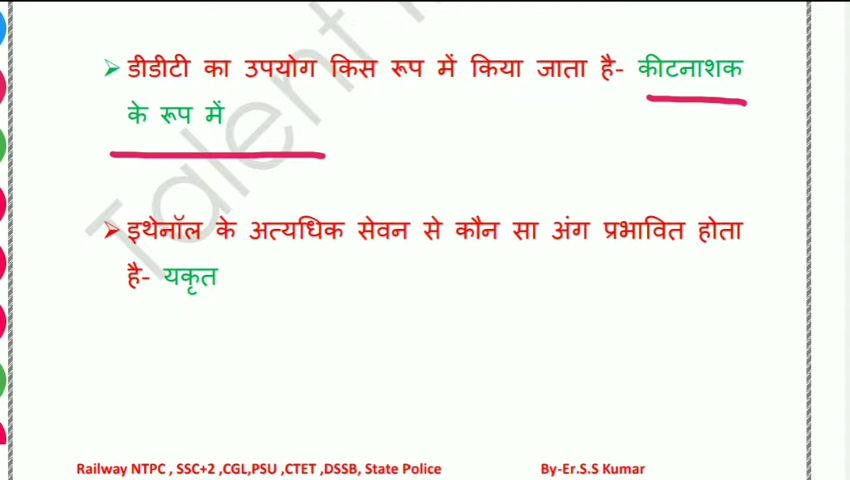 डीडीटी का उपयोग किस रूप में किया जाता है- कीटनाशक
के रूप में
इथेनॉल के अत्यधिक सेवन से कौन सा अंग प्रभावित होता
है- यकृत
Talent
Railway NTPC , SSC+2 ,CGL,PSU ,CTET ,DSSB, State Police By-Er.S.S Kumar